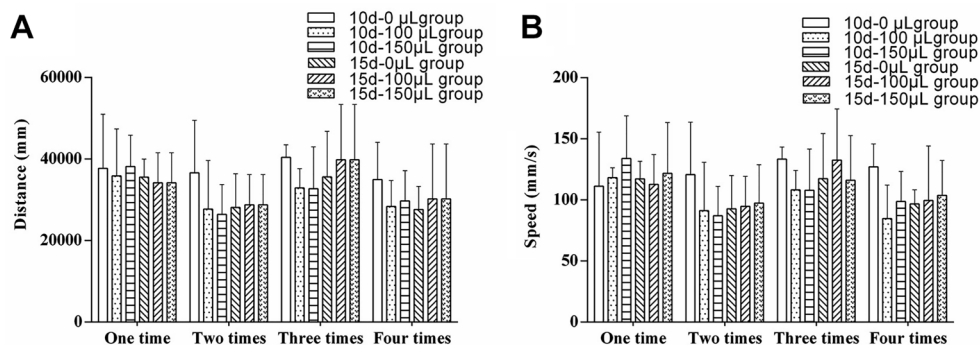 A
10d-0 µLgroup
10d-100 µLgroup
10d-150µL group
15d-0µL group
15d-100µL group
15d-150µL group
60000
40000
20000
0
Distance (mm)
One time Two times Three times Four times
B
10d-0 µLgroup
10d-100 µLgroup
10d-150µL group
15d-0µL group
15d-100µL group
15d-150µL group
200
150
100
50
0
Speed (mm/s)
One time Two times Three times Four times